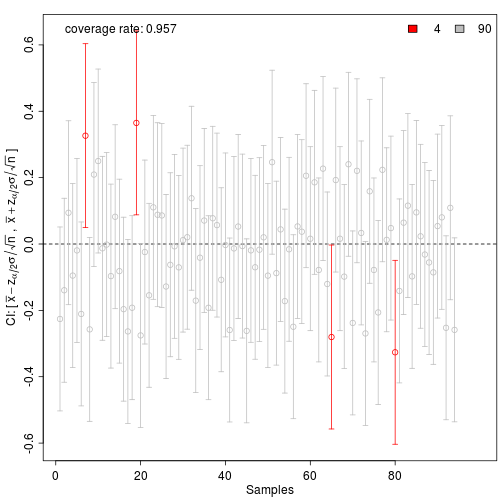 coverage rate: 0.957
4 90
CI: [ x̅ − z_{α/2}σ/√n , x̅ + z_{α/2}σ/√n ]
0.6
0.4
0.2
0.0
-0.2
-0.4
-0.6
0 20 40 60 80
Samples